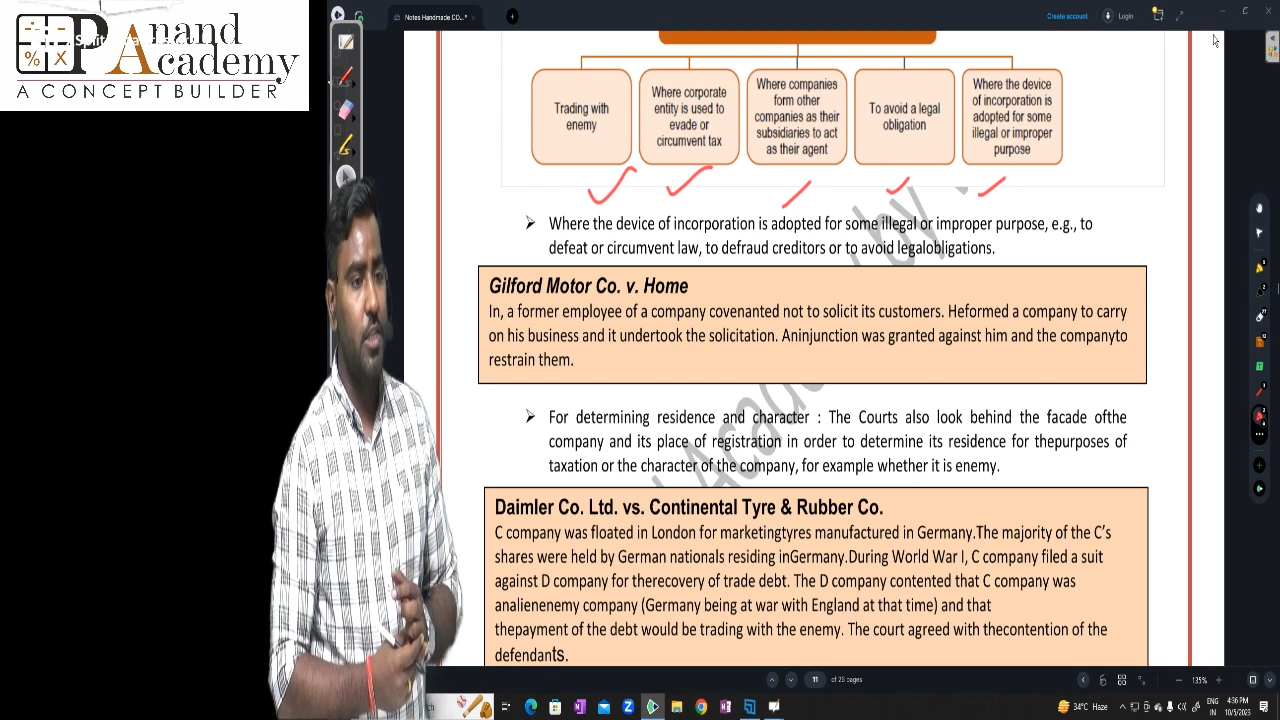 PAnand
Academy
A CONCEPT BUILDER
Notes Handmade CO...*
Create account
Login
Trading with
enemy
Where corporate
entity is used to
evade or
circumvent tax
Where companies
form other
companies as their
subsidiaries to act
as their agent
To avoid a legal
obligation
Where the device
of incorporation is
adopted for some
illegal or improper
purpose
Where the device of incorporation is adopted for some illegal or improper purpose, e.g., to
defeat or circumvent law, to defraud creditors or to avoid legalobligations.
Gilford Motor Co. v. Home
In, a former employee of a company covenanted not to solicit its customers. Heformed a company to carry
on his business and it undertook the solicitation. Aninjunction was granted against him and the companyto
restrain them.
For determining residence and character : The Courts also look behind the facade ofthe
company and its place of registration in order to determine its residence for thepurposes of
taxation or the character of the company, for example whether it is enemy.
Daimler Co. Ltd. vs. Continental Tyre & Rubber Co.
C company was floated in London for marketingtyres manufactured in Germany.The majority of the C's
shares were held by German nationals residing inGermany.During World War I, C company filed a suit
against D company for therecovery of trade debt. The D company contented that C company was
analienenemy company (Germany being at war with England at that time) and that
thepayment of the debt would be trading with the enemy. The court agreed with thecontention of the
defendants.
11 of 26 pages
135%
34°C Haze
ENG
IN
4:36 PM
10/5/2023